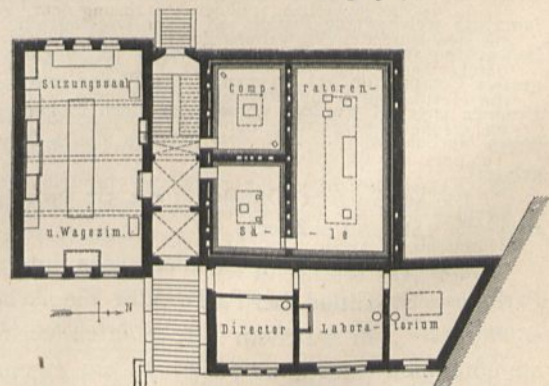 Sitzungssaal
Comp- ratoren-
u. Wagezim.
Sä- -le
N
Director Labora- torium